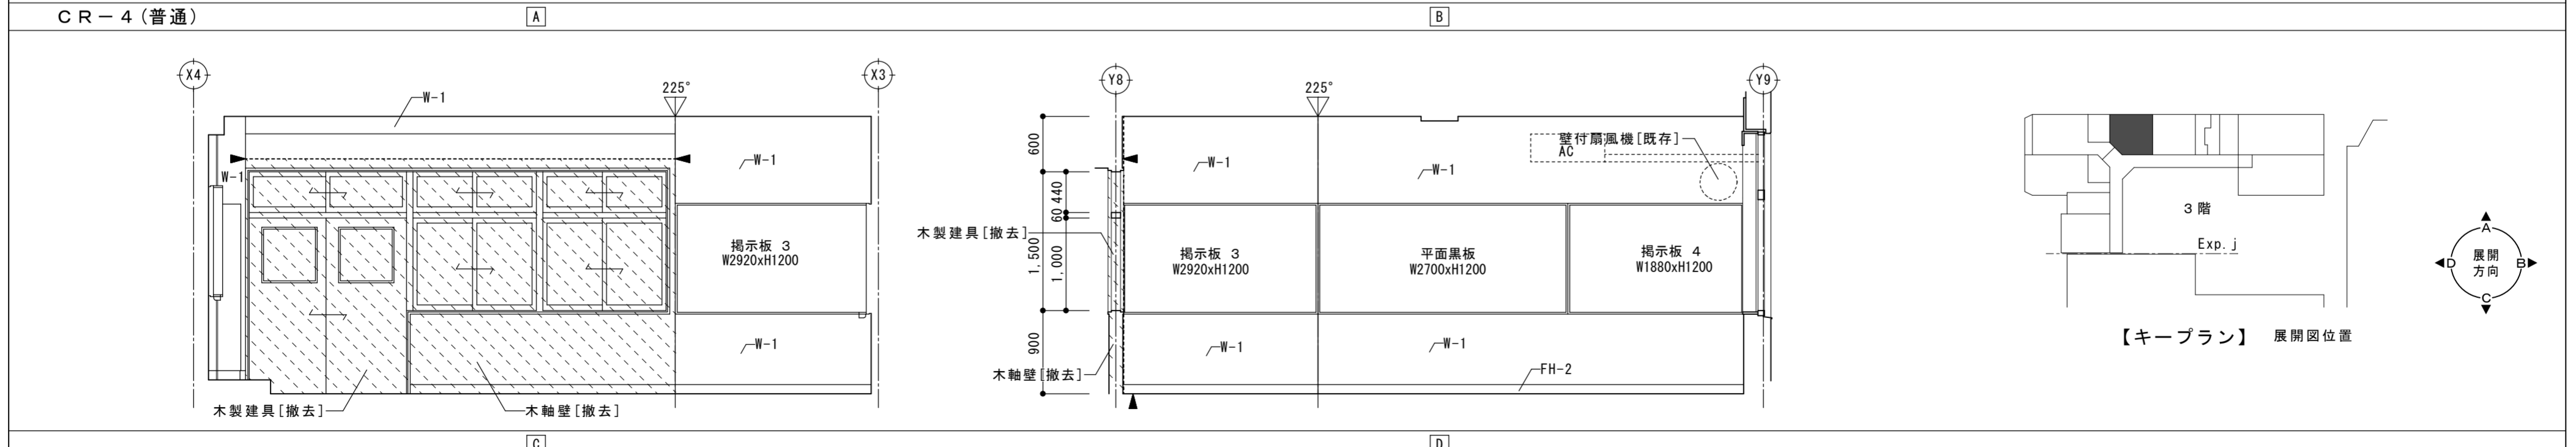 CR－4(普通)
A
B
X4
X3
225°
W-1
W-1
W-1
掲示板 3
W2920xH1200
W-1
木製建具[撤去]
木軸壁[撤去]
Y8
225°
Y9
600
440
60
1,500
1,000
900
壁付扇風機[既存]
AC
W-1
W-1
木製建具[撤去]
掲示板 3
W2920xH1200
平面黒板
W2700xH1200
掲示板 4
W1880xH1200
W-1
W-1
木軸壁[撤去]
FH-2
3階
Exp.j
【キープラン】 展開図位置
A
D
展開
方向
B
C
C
D